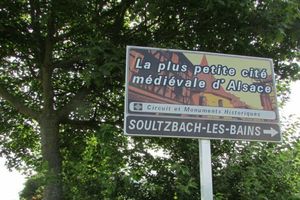 La plus petite cité
médiévale d'Alsace
Circuit et Monuments Historiques
SOULTZBACH-LES-BAINS